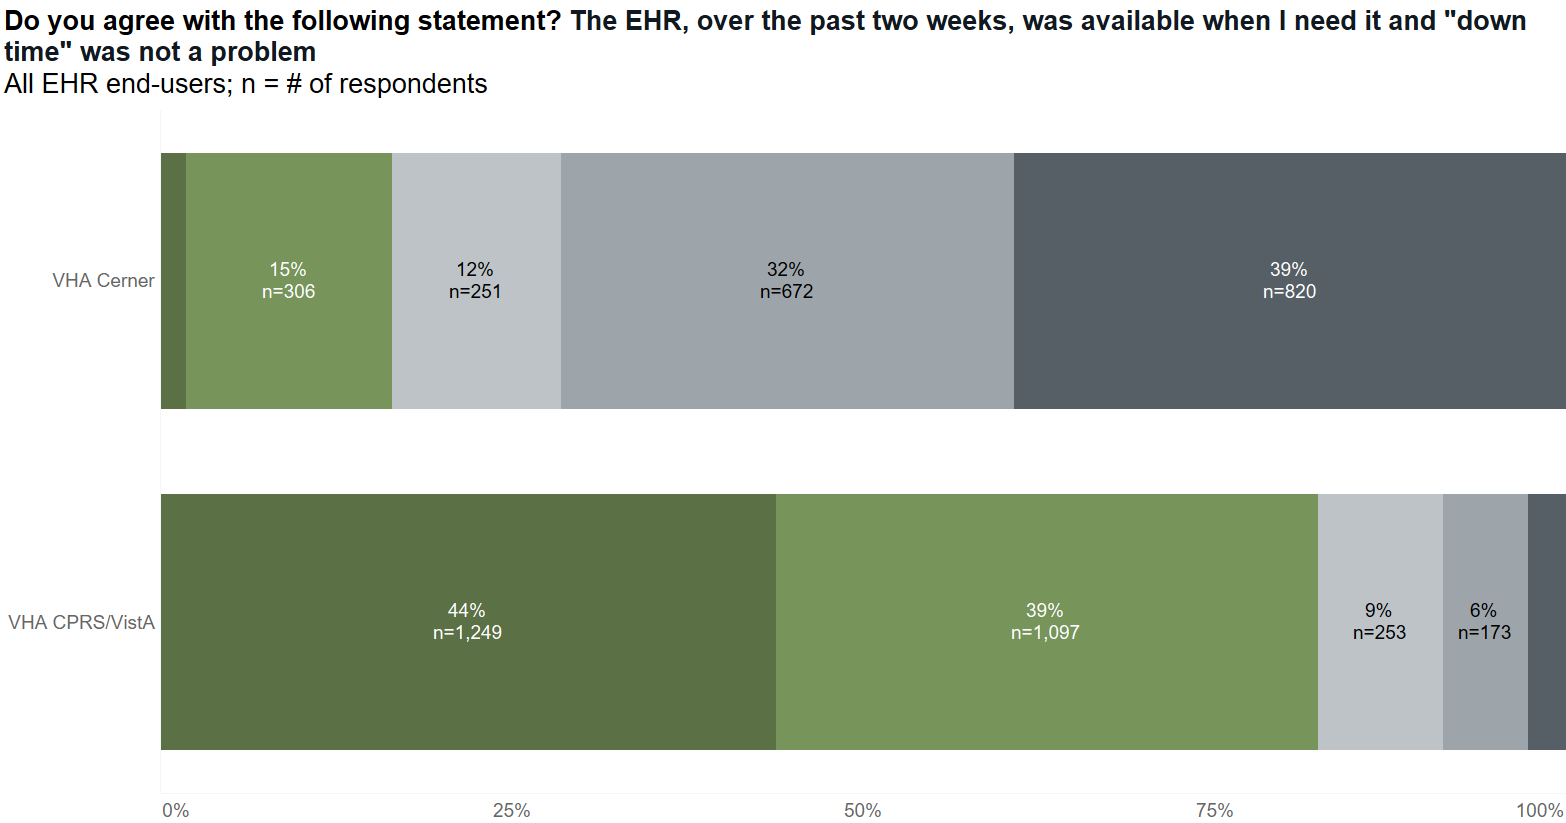 Do you agree with the following statement? The EHR, over the past two weeks, was available when I need it and "down
time" was not a problem
All EHR end-users; n = # of respondents
VHA Cerner
15%
n=306
12%
n=251
32%
n=672
39%
n=820
VHA CPRS/VistA
44%
n=1,249
39%
n=1,097
9%
n=253
6%
n=173
0%
25%
50%
75%
100%